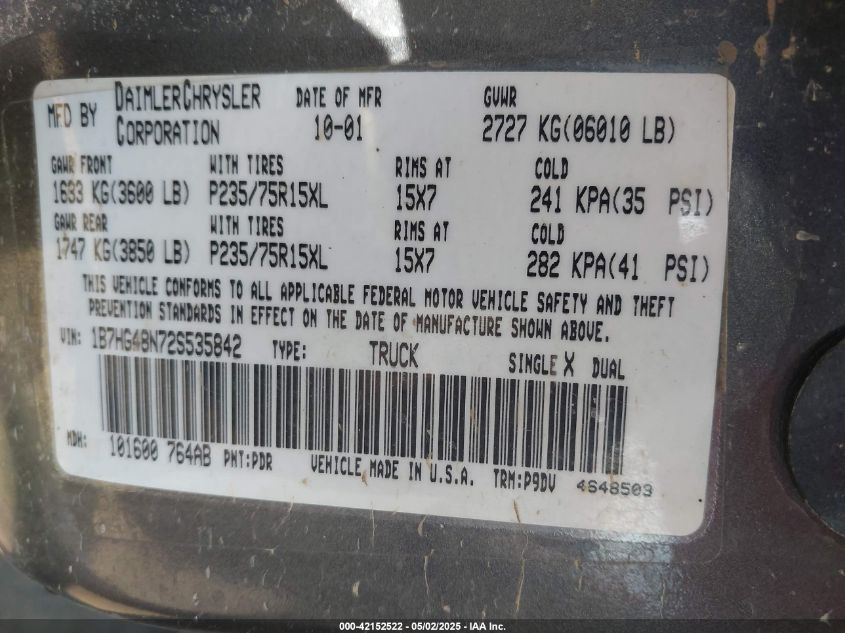 MFD BY DAIMLERCHRYSLER CORPORATION DATE OF MFR 10-01 GVWR 2727 KG(06010 LB)
GAWR FRONT WITH TIRES RIMS AT COLD
1633 KG(3600 LB) P235/75R15XL 15X7 241 KPA(35 PSI)
GAWR REAR WITH TIRES RIMS AT COLD
1747 KG(3850 LB) P235/75R15XL 15X7 282 KPA(41 PSI)
THIS VEHICLE CONFORMS TO ALL APPLICABLE FEDERAL MOTOR VEHICLE SAFETY AND THEFT
PREVENTION STANDARDS IN EFFECT ON THE DATE OF MANUFACTURE SHOWN ABOVE.
VIN: 1B7HG48N72S535842 TYPE: TRUCK SINGLE X DUAL
MDH: 101600 764AB PNT:PDR VEHICLE MADE IN U.S.A. TRM:P9DV 4648503
000-42152522 - 05/02/2025 - IAA Inc.